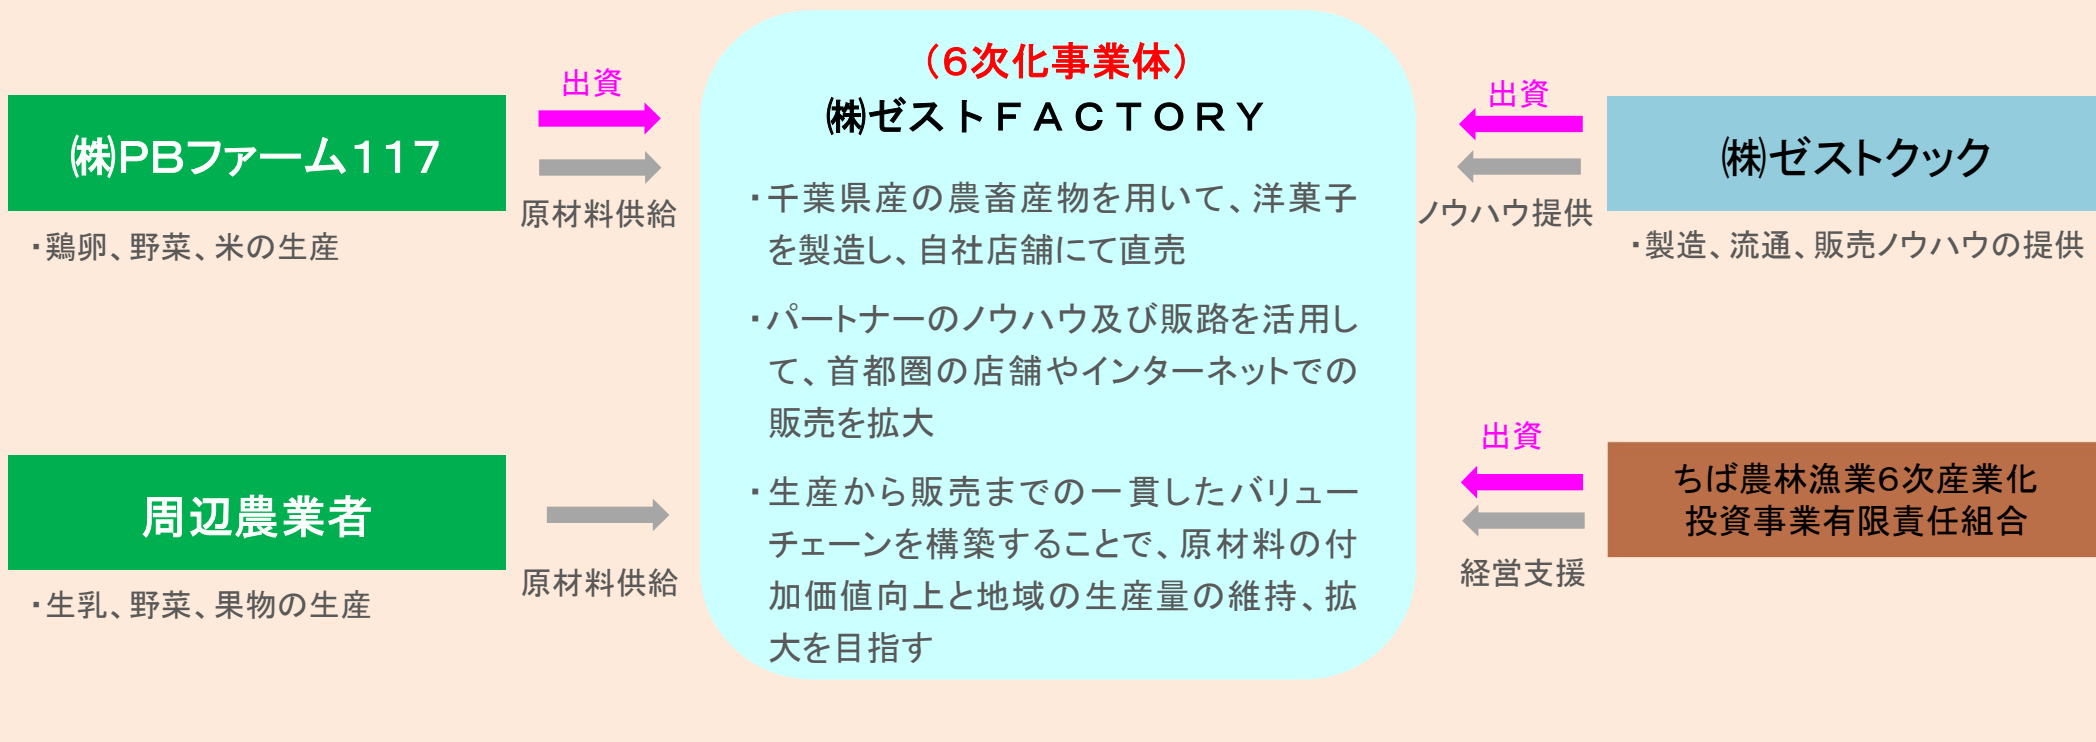 ㈱PBファーム117
・鶏卵、野菜、米の生産
出資
原材料供給
周辺農業者
・生乳、野菜、果物の生産
原材料供給
（6次化事業体）
㈱ゼストＦＡＣＴＯＲＹ
・千葉県産の農畜産物を用いて、洋菓子
を製造し、自社店舗にて直売
・パートナーのノウハウ及び販路を活用し
て、首都圏の店舗やインターネットでの
販売を拡大
・生産から販売までの一貫したバリュー
チェーンを構築することで、原材料の付
加価値向上と地域の生産量の維持、拡
大を目指す
出資
ノウハウ提供
㈱ゼストクック
・製造、流通、販売ノウハウの提供
出資
経営支援
ちば農林漁業6次産業化
投資事業有限責任組合